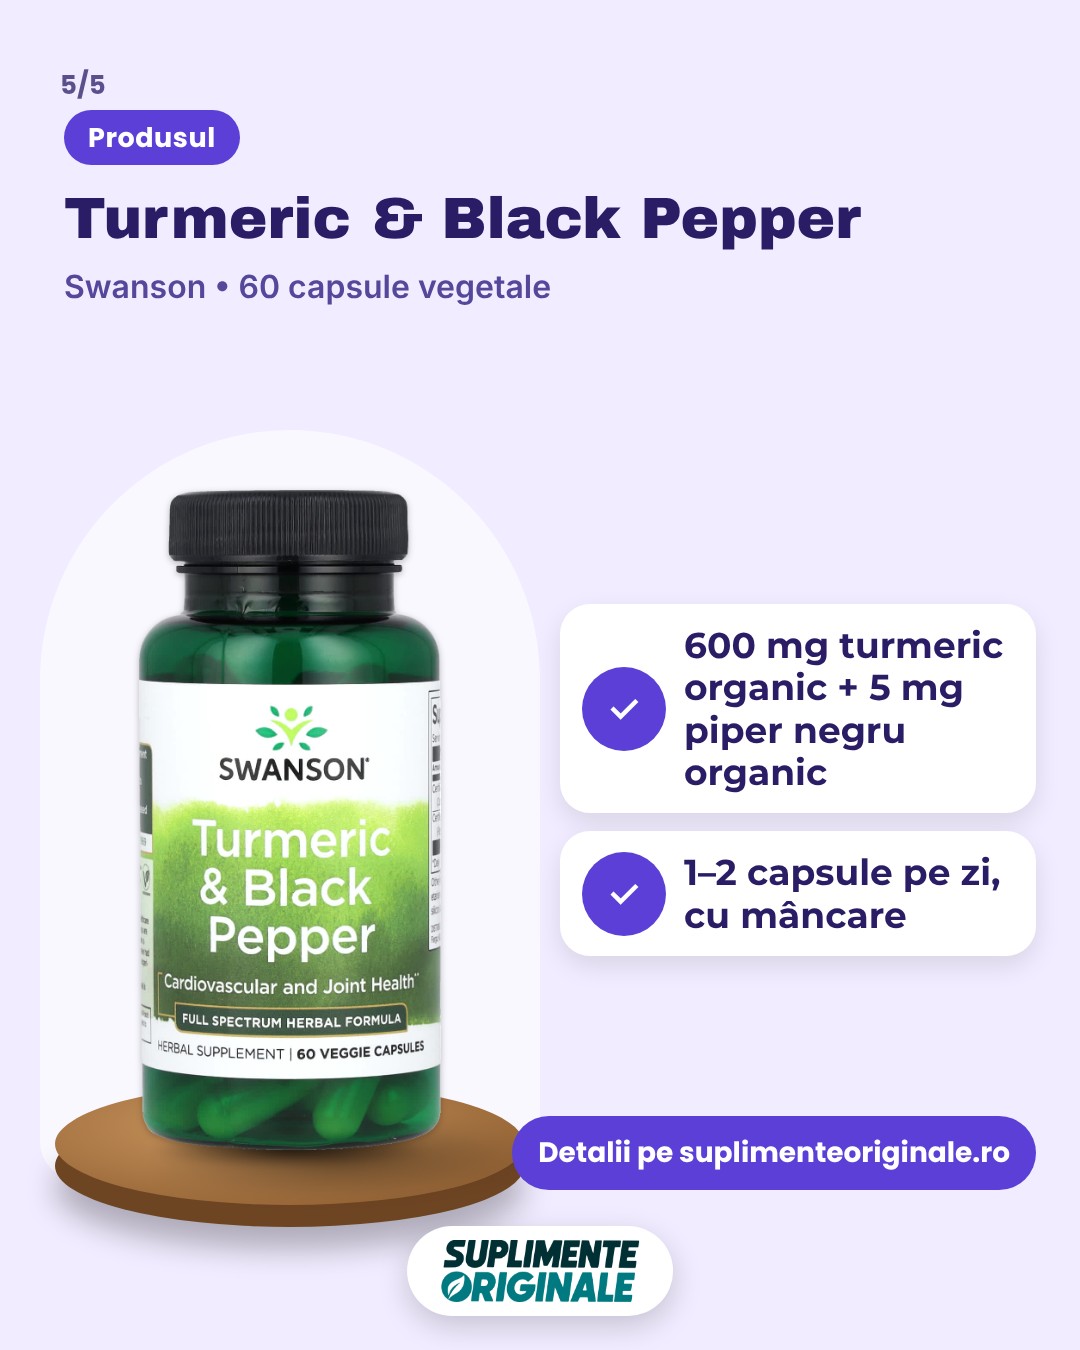 5/5
Produsul
Turmeric & Black Pepper
Swanson • 60 capsule vegetale
SWANSON
Turmeric
& Black
Pepper
Cardiovascular and Joint Health**
FULL SPECTRUM HERBAL FORMULA
HERBAL SUPPLEMENT | 60 VEGGIE CAPSULES
600 mg turmeric
organic + 5 mg
piper negru
organic
1–2 capsule pe zi,
cu mâncare
Detalii pe suplimenteoriginale.ro
SUPLIMENTE
ORIGINALE